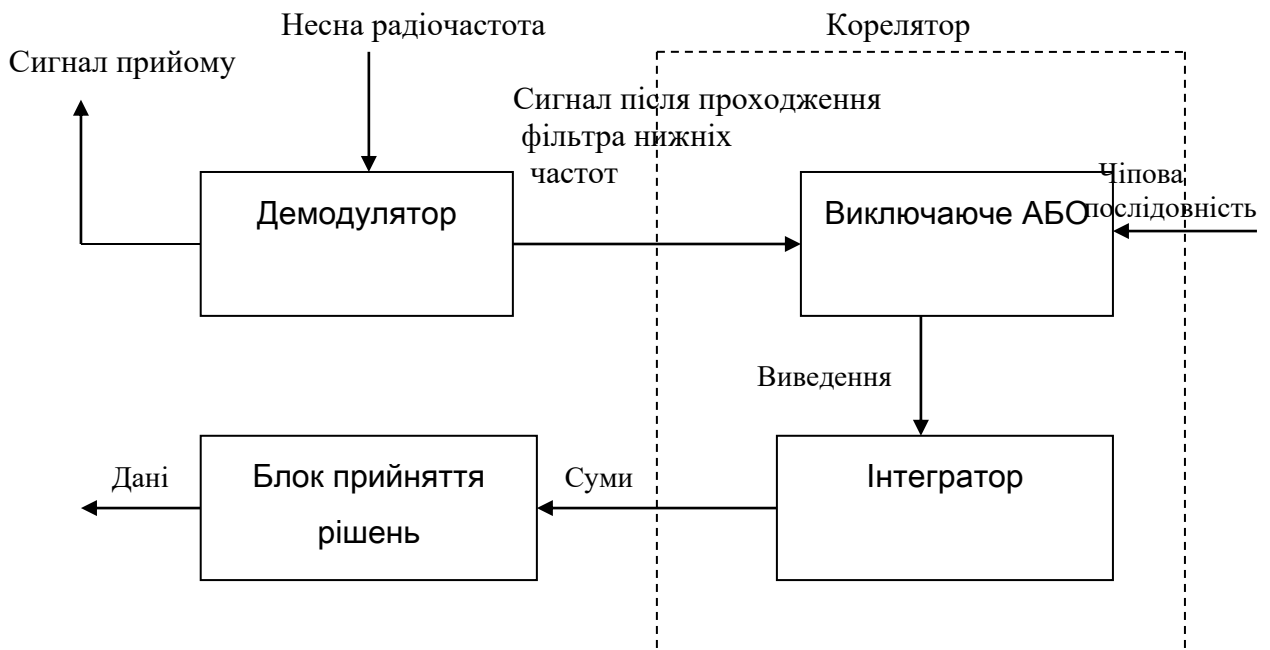 Несна радіочастота
Корелятор
Сигнал прийому
Сигнал після проходження
фільтра нижніх
частот
Чіпова
послідовність
Демодулятор
Виключаюче АБО
Виведення
Дані
Блок прийняття
рішень
Суми
Інтегратор